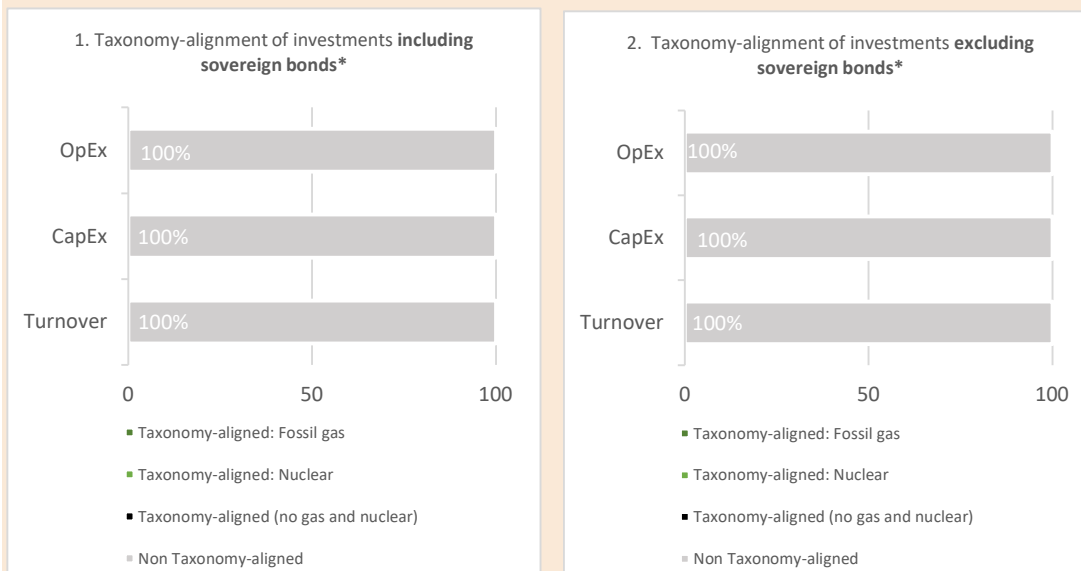 1. Taxonomy-alignment of investments including
sovereign bonds*
OpEx
100%
CapEx
100%
Turnover
100%
0 50 100
Taxonomy-aligned: Fossil gas
Taxonomy-aligned: Nuclear
Taxonomy-aligned (no gas and nuclear)
Non Taxonomy-aligned
2. Taxonomy-alignment of investments excluding
sovereign bonds*
OpEx
100%
CapEx
100%
Turnover
100%
0 50 100
Taxonomy-aligned: Fossil gas
Taxonomy-aligned: Nuclear
Taxonomy-aligned (no gas and nuclear)
Non Taxonomy-aligned